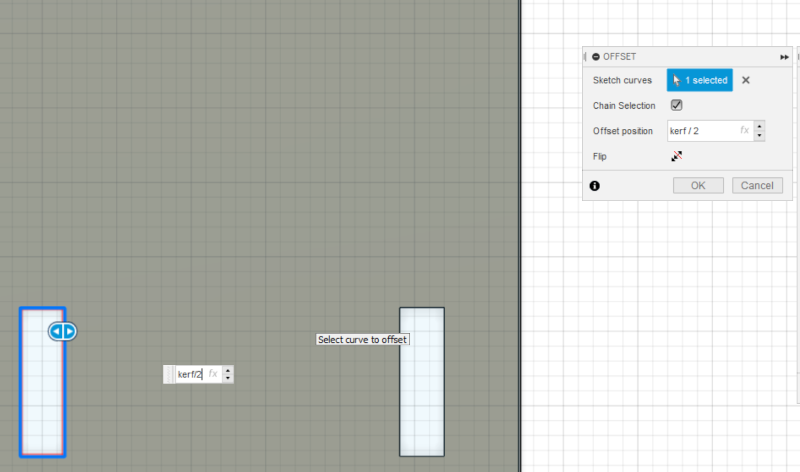 OFFSET
Sketch curves 1 selected
Chain Selection
Offset position kerf / 2 fx
Flip
OK Cancel
Select curve to offset
kerf/2 fx